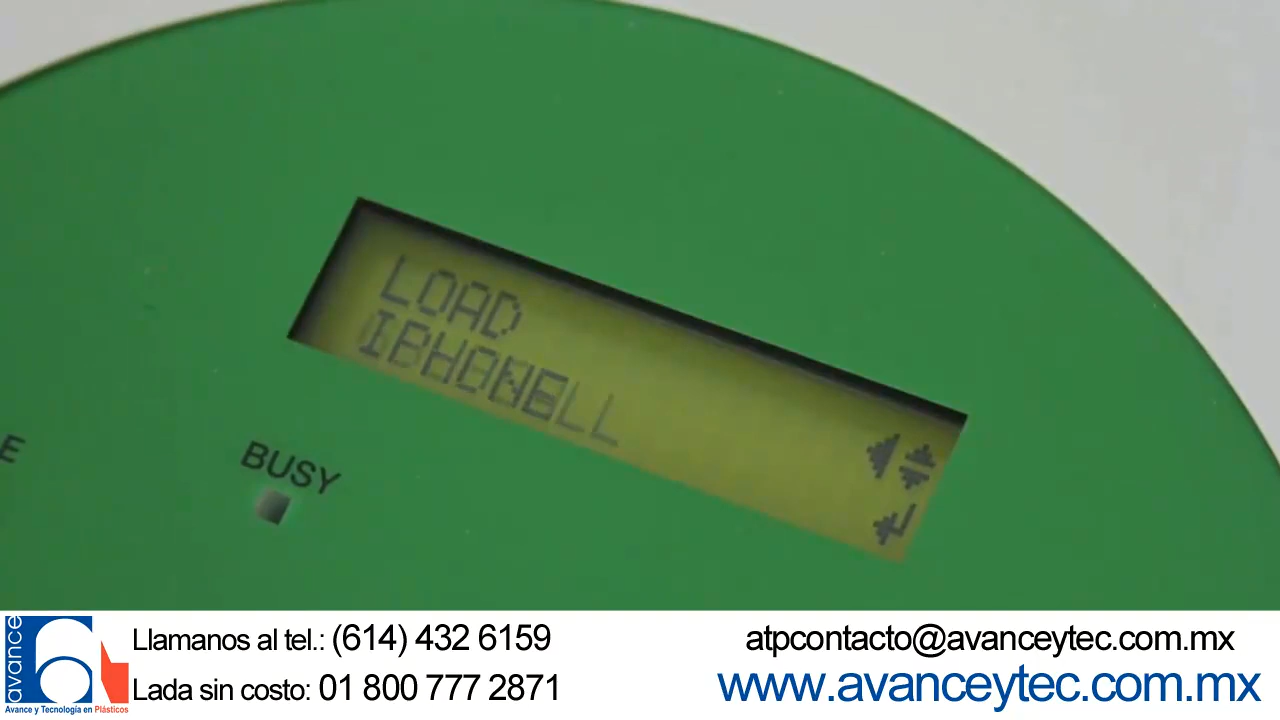 LOAD
E
BUSY
avance
Avance y Tecnología en Plásticos
Llamanos al tel.: (614) 432 6159
Lada sin costo: 01 800 777 2871
atpcontacto@avanceytec.com.mx
www.avanceytec.com.mx